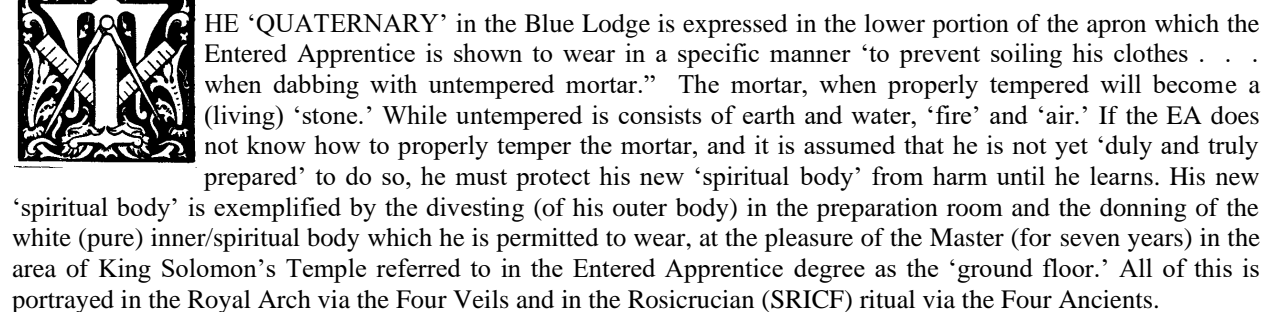 THE ‘QUATERNARY’ in the Blue Lodge is expressed in the lower portion of the apron which the
Entered Apprentice is shown to wear in a specific manner ‘to prevent soiling his clothes . . .
when dabbing with untempered mortar.” The mortar, when properly tempered will become a
(living) ‘stone.’ While untempered is consists of earth and water, ‘fire’ and ‘air.’ If the EA does
not know how to properly temper the mortar, and it is assumed that he is not yet ‘duly and truly
prepared’ to do so, he must protect his new ‘spiritual body’ from harm until he learns. His new
‘spiritual body’ is exemplified by the divesting (of his outer body) in the preparation room and the donning of the
white (pure) inner/spiritual body which he is permitted to wear, at the pleasure of the Master (for seven years) in the
area of King Solomon’s Temple referred to in the Entered Apprentice degree as the ‘ground floor.’ All of this is
portrayed in the Royal Arch via the Four Veils and in the Rosicrucian (SRICF) ritual via the Four Ancients.